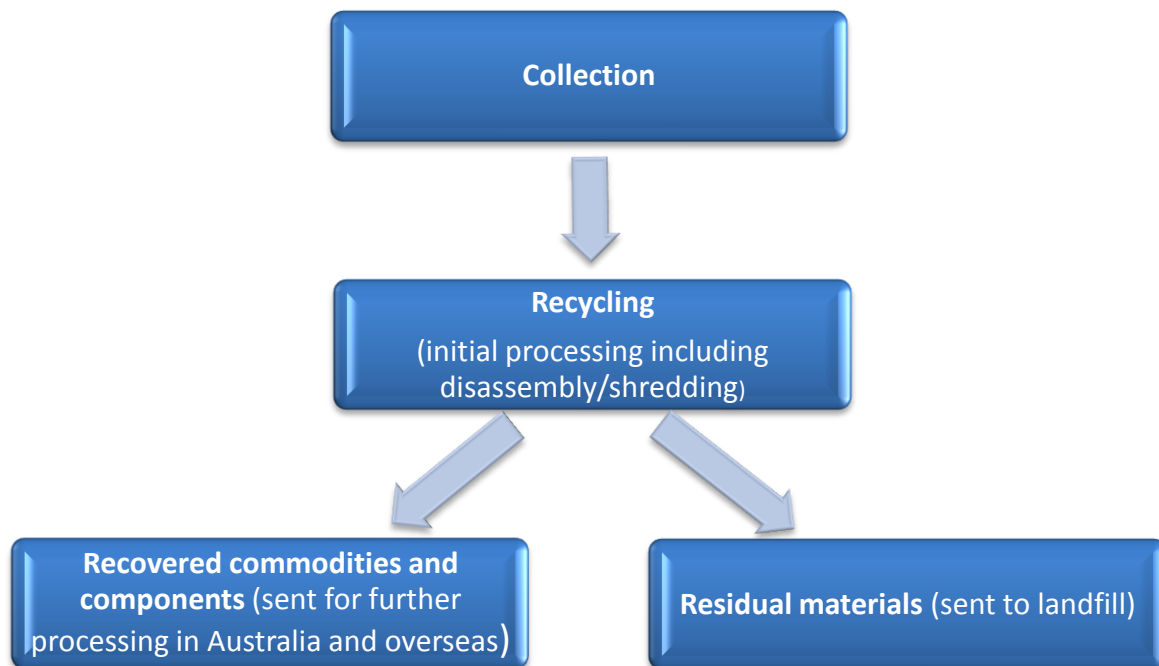 Collection
Recycling
(initial processing including
disassembly/shredding)
Recovered commodities and
components (sent for further
processing in Australia and overseas)
Residual materials (sent to landfill)